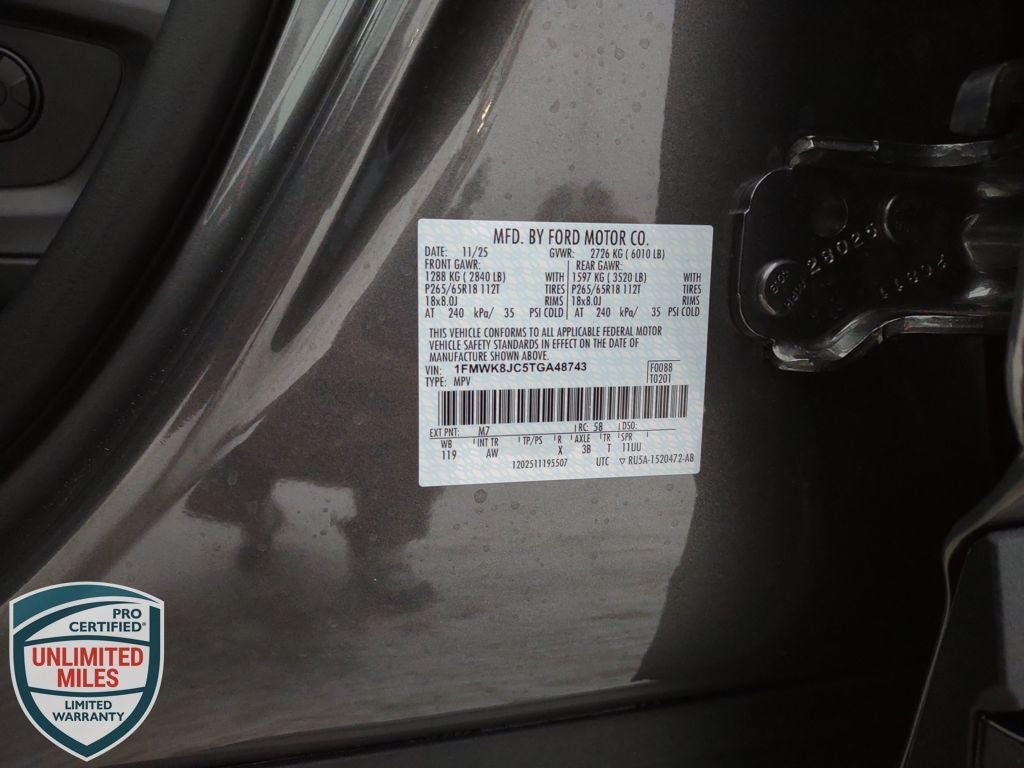 MFD. BY FORD MOTOR CO.
DATE: 11/25 GVWR: 2726 KG ( 6010 LB)
FRONT GAWR: REAR GAWR:
1288 KG ( 2840 LB) WITH 1597 KG ( 3520 LB) WITH
P265/65R18 112T TIRES P265/65R18 112T TIRES
18x8.0J RIMS 18x8.0J RIMS
AT 240 kPa/ 35 PSI COLD AT 240 kPa/ 35 PSI COLD
THIS VEHICLE CONFORMS TO ALL APPLICABLE FEDERAL MOTOR
VEHICLE SAFETY STANDARDS IN EFFECT ON THE DATE OF
MANUFACTURE SHOWN ABOVE.
VIN: 1FMWK8JC5TGA48743 F0088
TYPE: MPV T0201
EXT PNT: M7 RC: 58 DSO:
WB INT TR TP/PS R AXLE TR SPR
119 AW X 3B T 11UU
1202511195507 UTC ▽ RU5A-1520472-AB
PRO
CERTIFIED®
UNLIMITED
MILES
LIMITED
WARRANTY